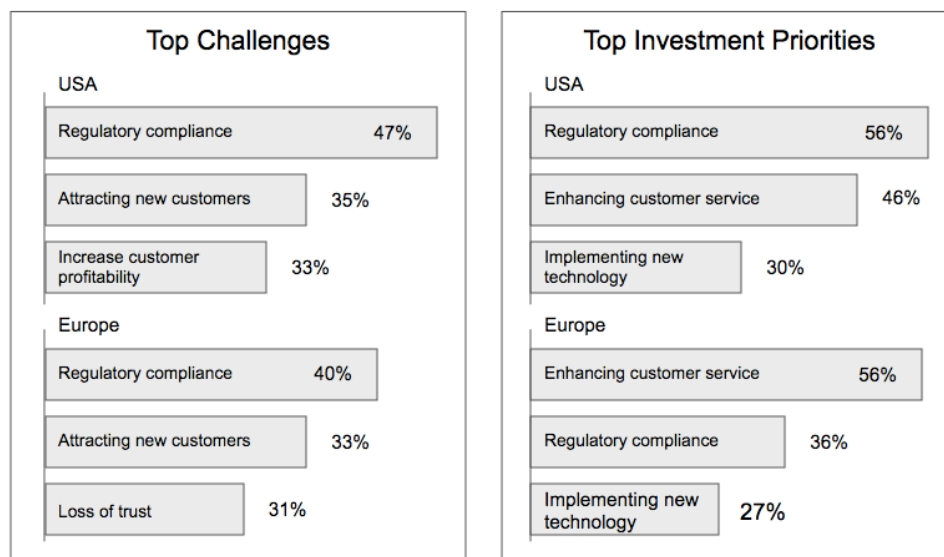 Top Challenges
USA
Regulatory compliance 47%
Attracting new customers 35%
Increase customer
profitability 33%
Europe
Regulatory compliance 40%
Attracting new customers 33%
Loss of trust 31%
Top Investment Priorities
USA
Regulatory compliance 56%
Enhancing customer service 46%
Implementing new
technology 30%
Europe
Enhancing customer service 56%
Regulatory compliance 36%
Implementing new
technology 27%